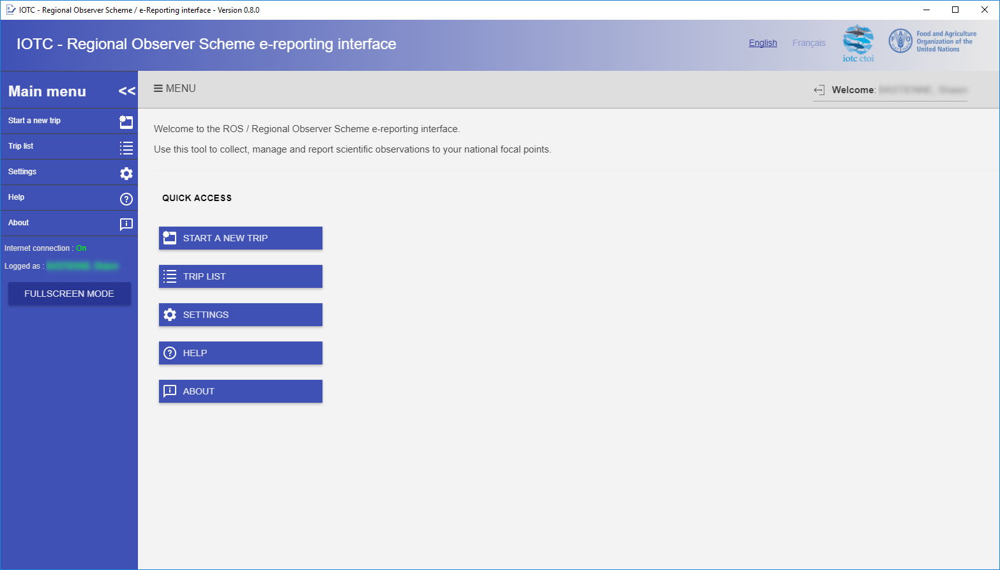 IOTC - Regional Observer Scheme / e-Reporting interface - Version 0.8.0
IOTC - Regional Observer Scheme e-reporting interface
English
Français
iotc ctoi
FAO
FIAT PANIS
Food and Agriculture
Organization of the
United Nations
Main menu <<
Start a new trip
Trip list
Settings
Help
About
Internet connection : On
Logged as :
FULLSCREEN MODE
MENU
Welcome:
Welcome to the ROS / Regional Observer Scheme e-reporting interface.
Use this tool to collect, manage and report scientific observations to your national focal points.
QUICK ACCESS
START A NEW TRIP
TRIP LIST
SETTINGS
HELP
ABOUT